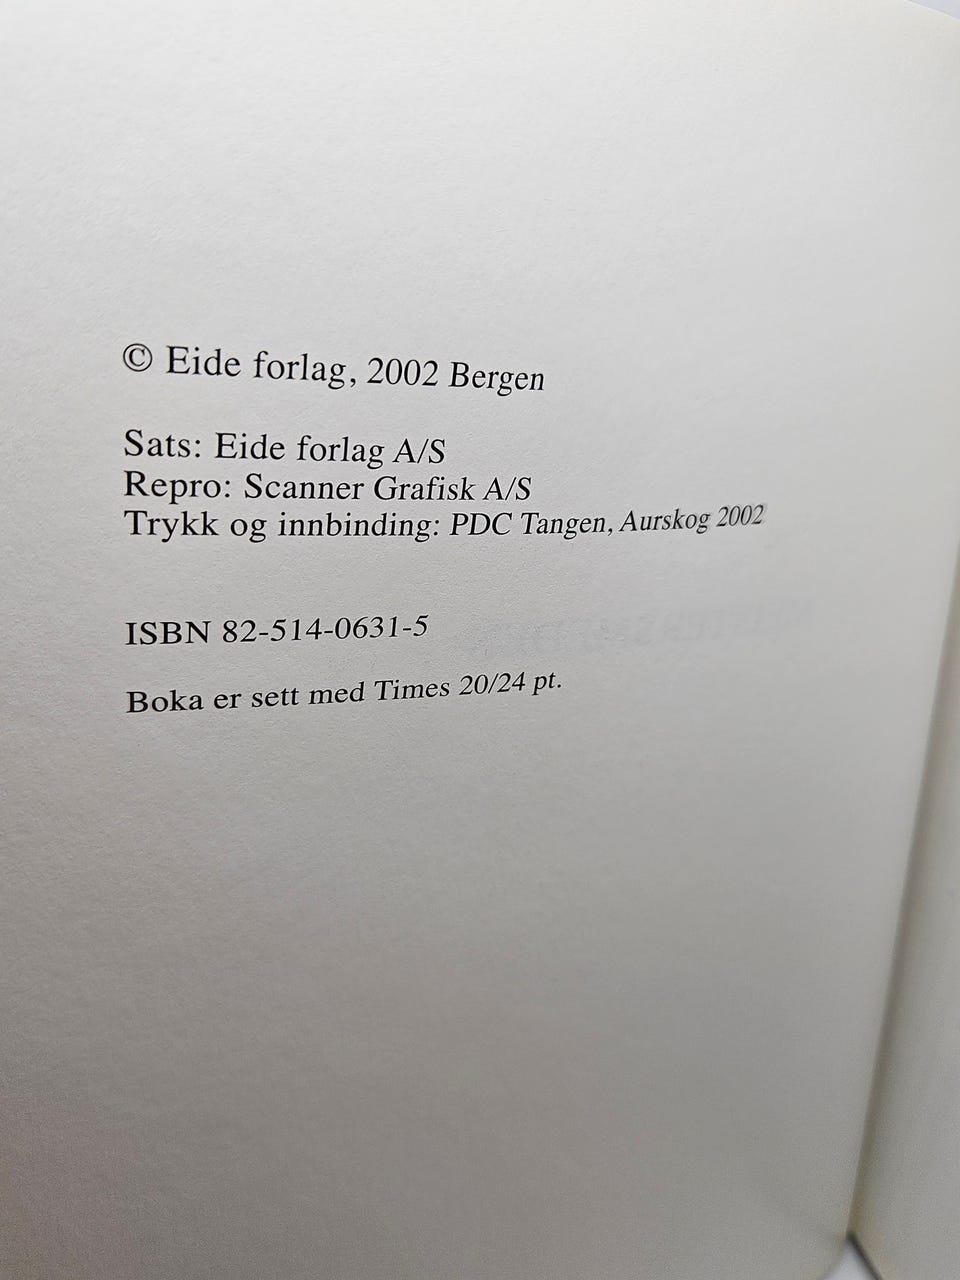 © Eide forlag, 2002 Bergen
Sats: Eide forlag A/S
Repro: Scanner Grafisk A/S
Trykk og innbinding: PDC Tangen, Aurskog 2002
ISBN 82-514-0631-5
Boka er sett med Times 20/24 pt.